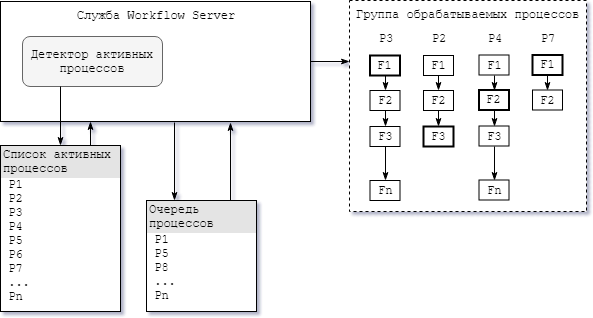 Служба Workflow Server
Детектор активных
процессов
Список активных
процессов
P1
P2
P3
P4
P5
P6
P7
...
Pn
Очередь
процессов
P1
P5
P8
...
Pn
Группа обрабатываемых процессов
P3 P2 P4 P7
F1 F1 F1 F1
F2 F2 F2 F2
F3 F3 F3
Fn Fn